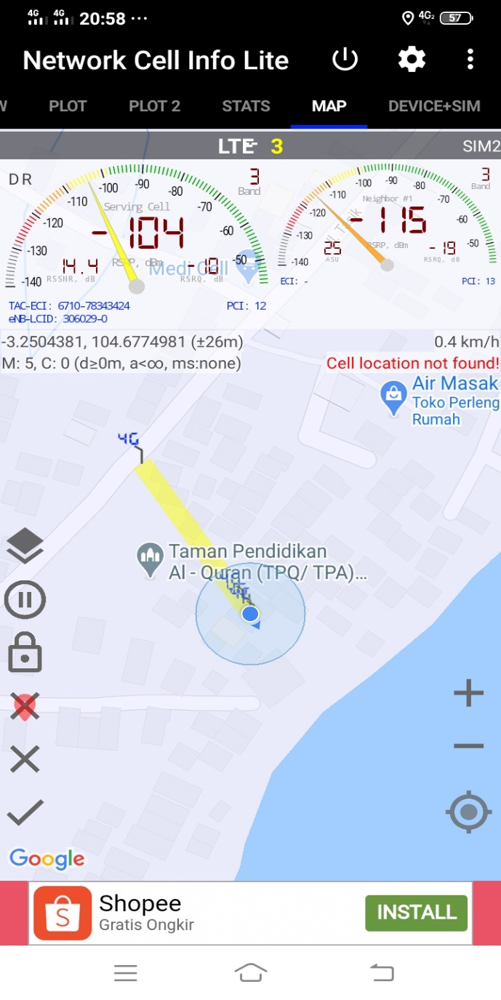 4G 4G 20:58 ··· 4G2 57
Network Cell Info Lite
PLOT PLOT 2 STATS MAP DEVICE+SIM
LTE 3 SIM2
DR
3
Band
-140 -130 -120 -110 -100 -90 -80 -70 -60 -50
Serving Cell
-104
RSRP, dBm
14.4
RSSNR, dB
RSRQ, dB
TAC-ECI: 6710-78343424 PCI: 12
eNB-LCID: 306029-0
3
Band
-140 -130 -120 -110 -100 -90 -80 -70 -60 -50
Neighbor #1
-115
RSRP, dBm
25
ASU
-19
RSRQ, dB
ECI: - PCI: 13
Medi Cell
-3.2504381, 104.6774981 (±26m) 0.4 km/h
M: 5, C: 0 (d≥0m, a<∞, ms:none) Cell location not found!
Air Masak
Toko Perleng
Rumah
4G
Taman Pendidikan
Al - Quran (TPQ/ TPA)...
Google
Shopee
Gratis Ongkir
INSTALL